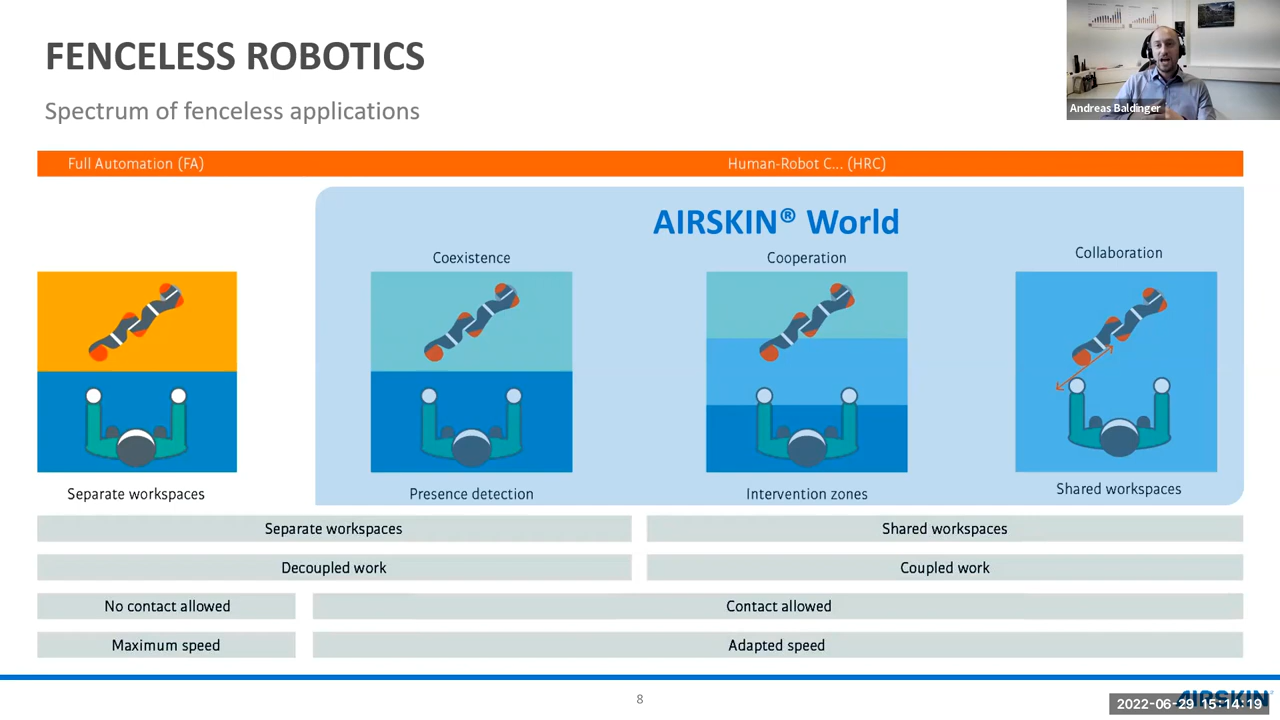 FENCELESS ROBOTICS
Spectrum of fenceless applications
Andreas Baldinger
Full Automation (FA)
Human-Robot C... (HRC)
AIRSKIN® World
Coexistence
Cooperation
Collaboration
Separate workspaces
Presence detection
Intervention zones
Shared workspaces
Separate workspaces
Shared workspaces
Decoupled work
Coupled work
No contact allowed
Contact allowed
Maximum speed
Adapted speed
8
AIRSKIN
2022-06-29 15:14:19